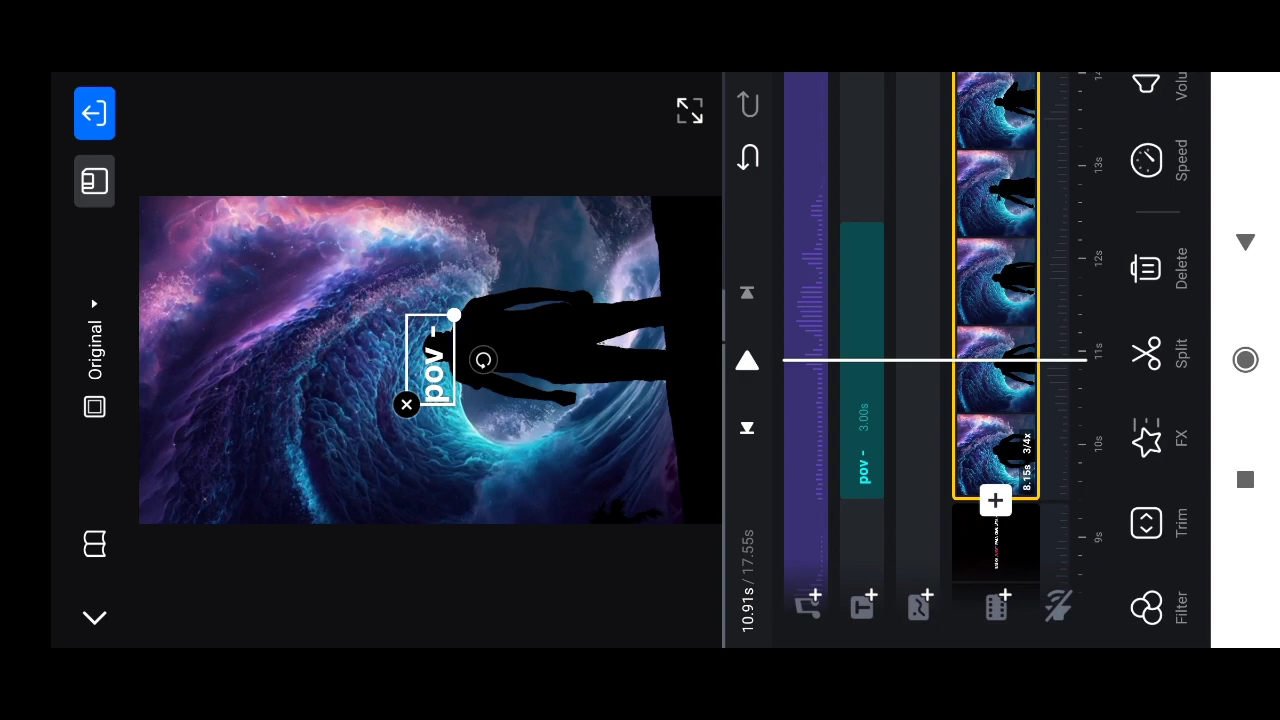 Original
pov -
10.91s / 17.55s
pov - 3.00s
8.15s 3/4x
9s
10s
11s
12s
13s
Filter
Trim
FX
Split
Delete
Speed
Volu